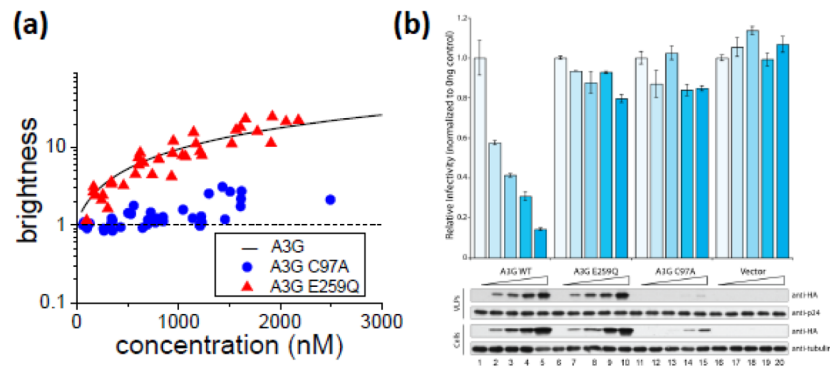 (a)
brightness
10
1
0.1
A3G
A3G C97A
A3G E259Q
0
1000
2000
3000
concentration (nM)
(b)
Relative Infectivity (normalized to 0ng control)
1.2
1.0
0.8
0.6
0.4
0.2
0
A3G WT
A3G E259Q
A3G C97A
Vector
VLPs
anti-HA
anti-p24
Cells
anti-HA
anti-tubulin
1 2 3 4 5 6 7 8 9 10 11 12 13 14 15 16 17 18 19 20